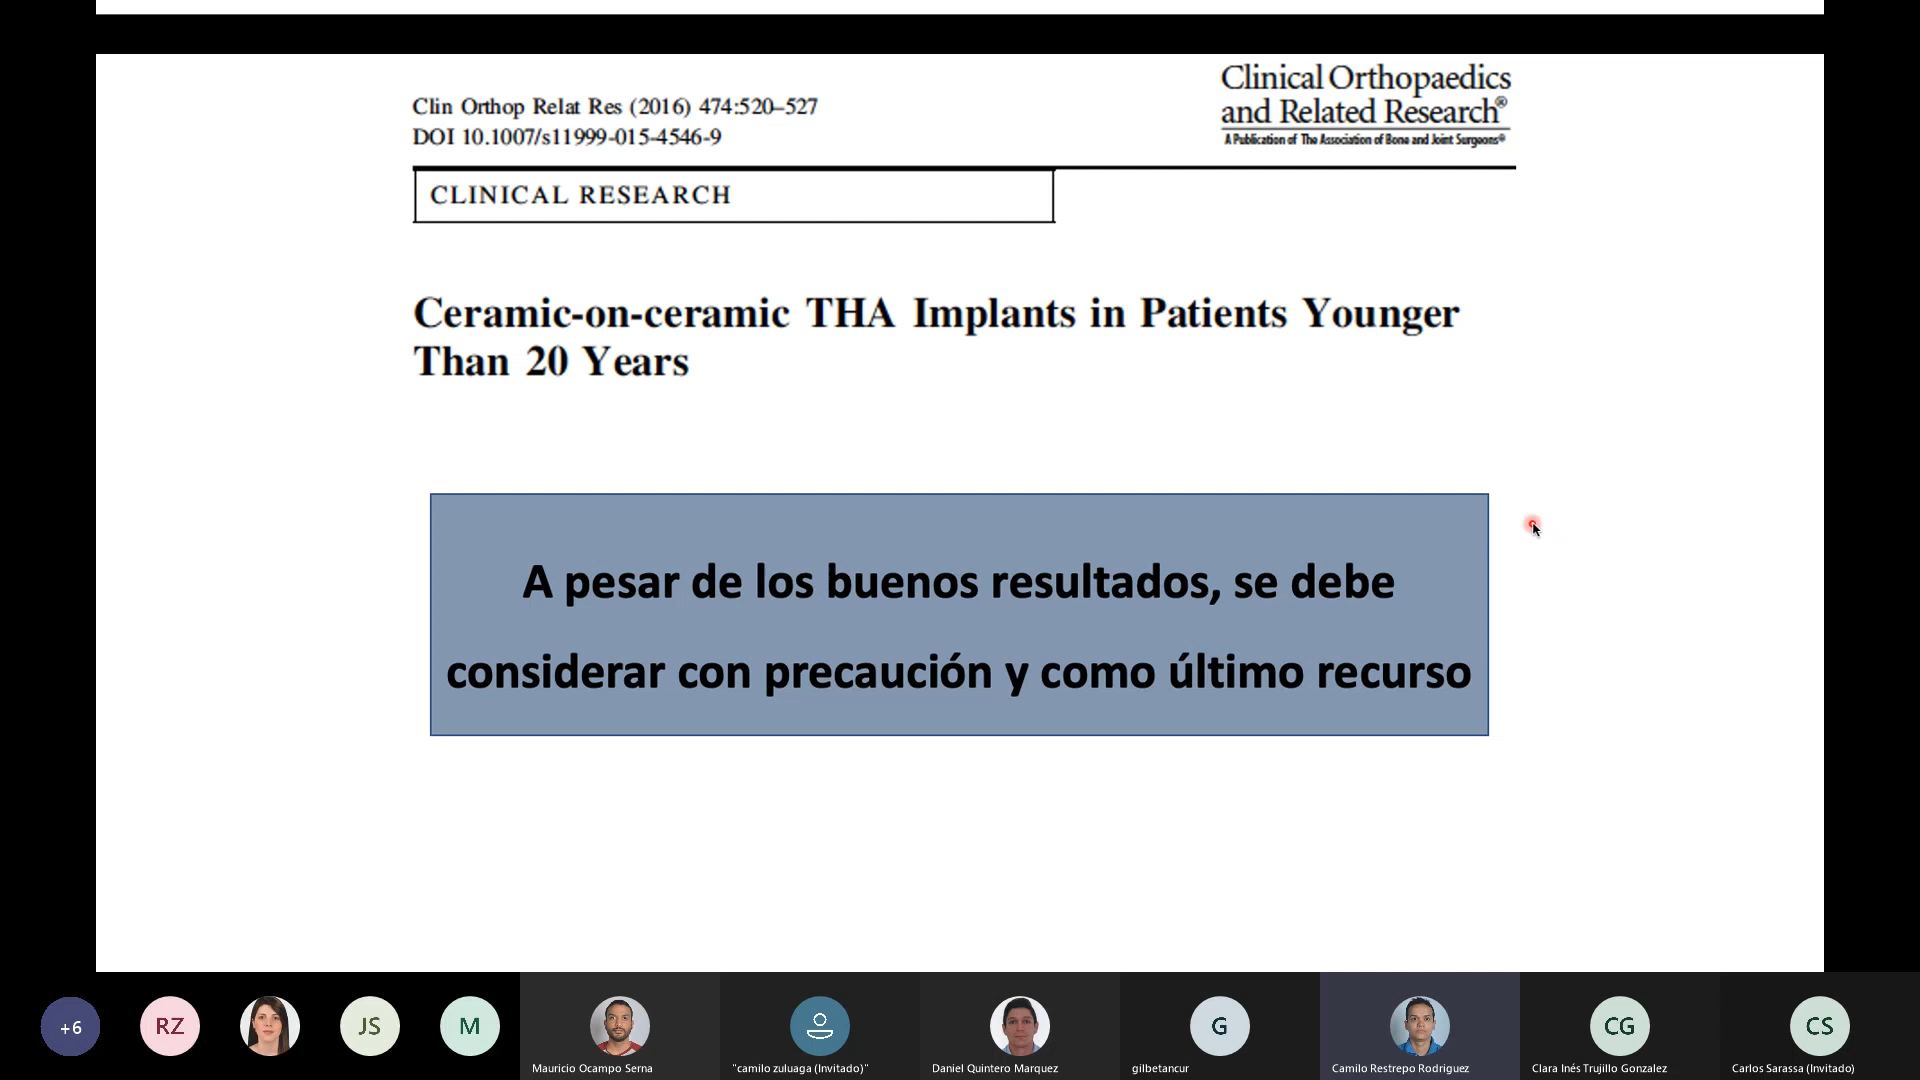 Clin Orthop Relat Res (2016) 474:520–527
DOI 10.1007/s11999-015-4546-9
Clinical Orthopaedics
and Related Research®
A Publication of The Association of Bone and Joint Surgeons®
CLINICAL RESEARCH
Ceramic-on-ceramic THA Implants in Patients Younger
Than 20 Years
A pesar de los buenos resultados, se debe
considerar con precaución y como último recurso
+6
RZ
JS
M
G
CG
CS
Mauricio Ocampo Serna
"camilo zuluaga (Invitado)"
Daniel Quintero Marquez
gilbetancur
Camilo Restrepo Rodriguez
Clara Inés Trujillo Gonzalez
Carlos Sarassa (Invitado)